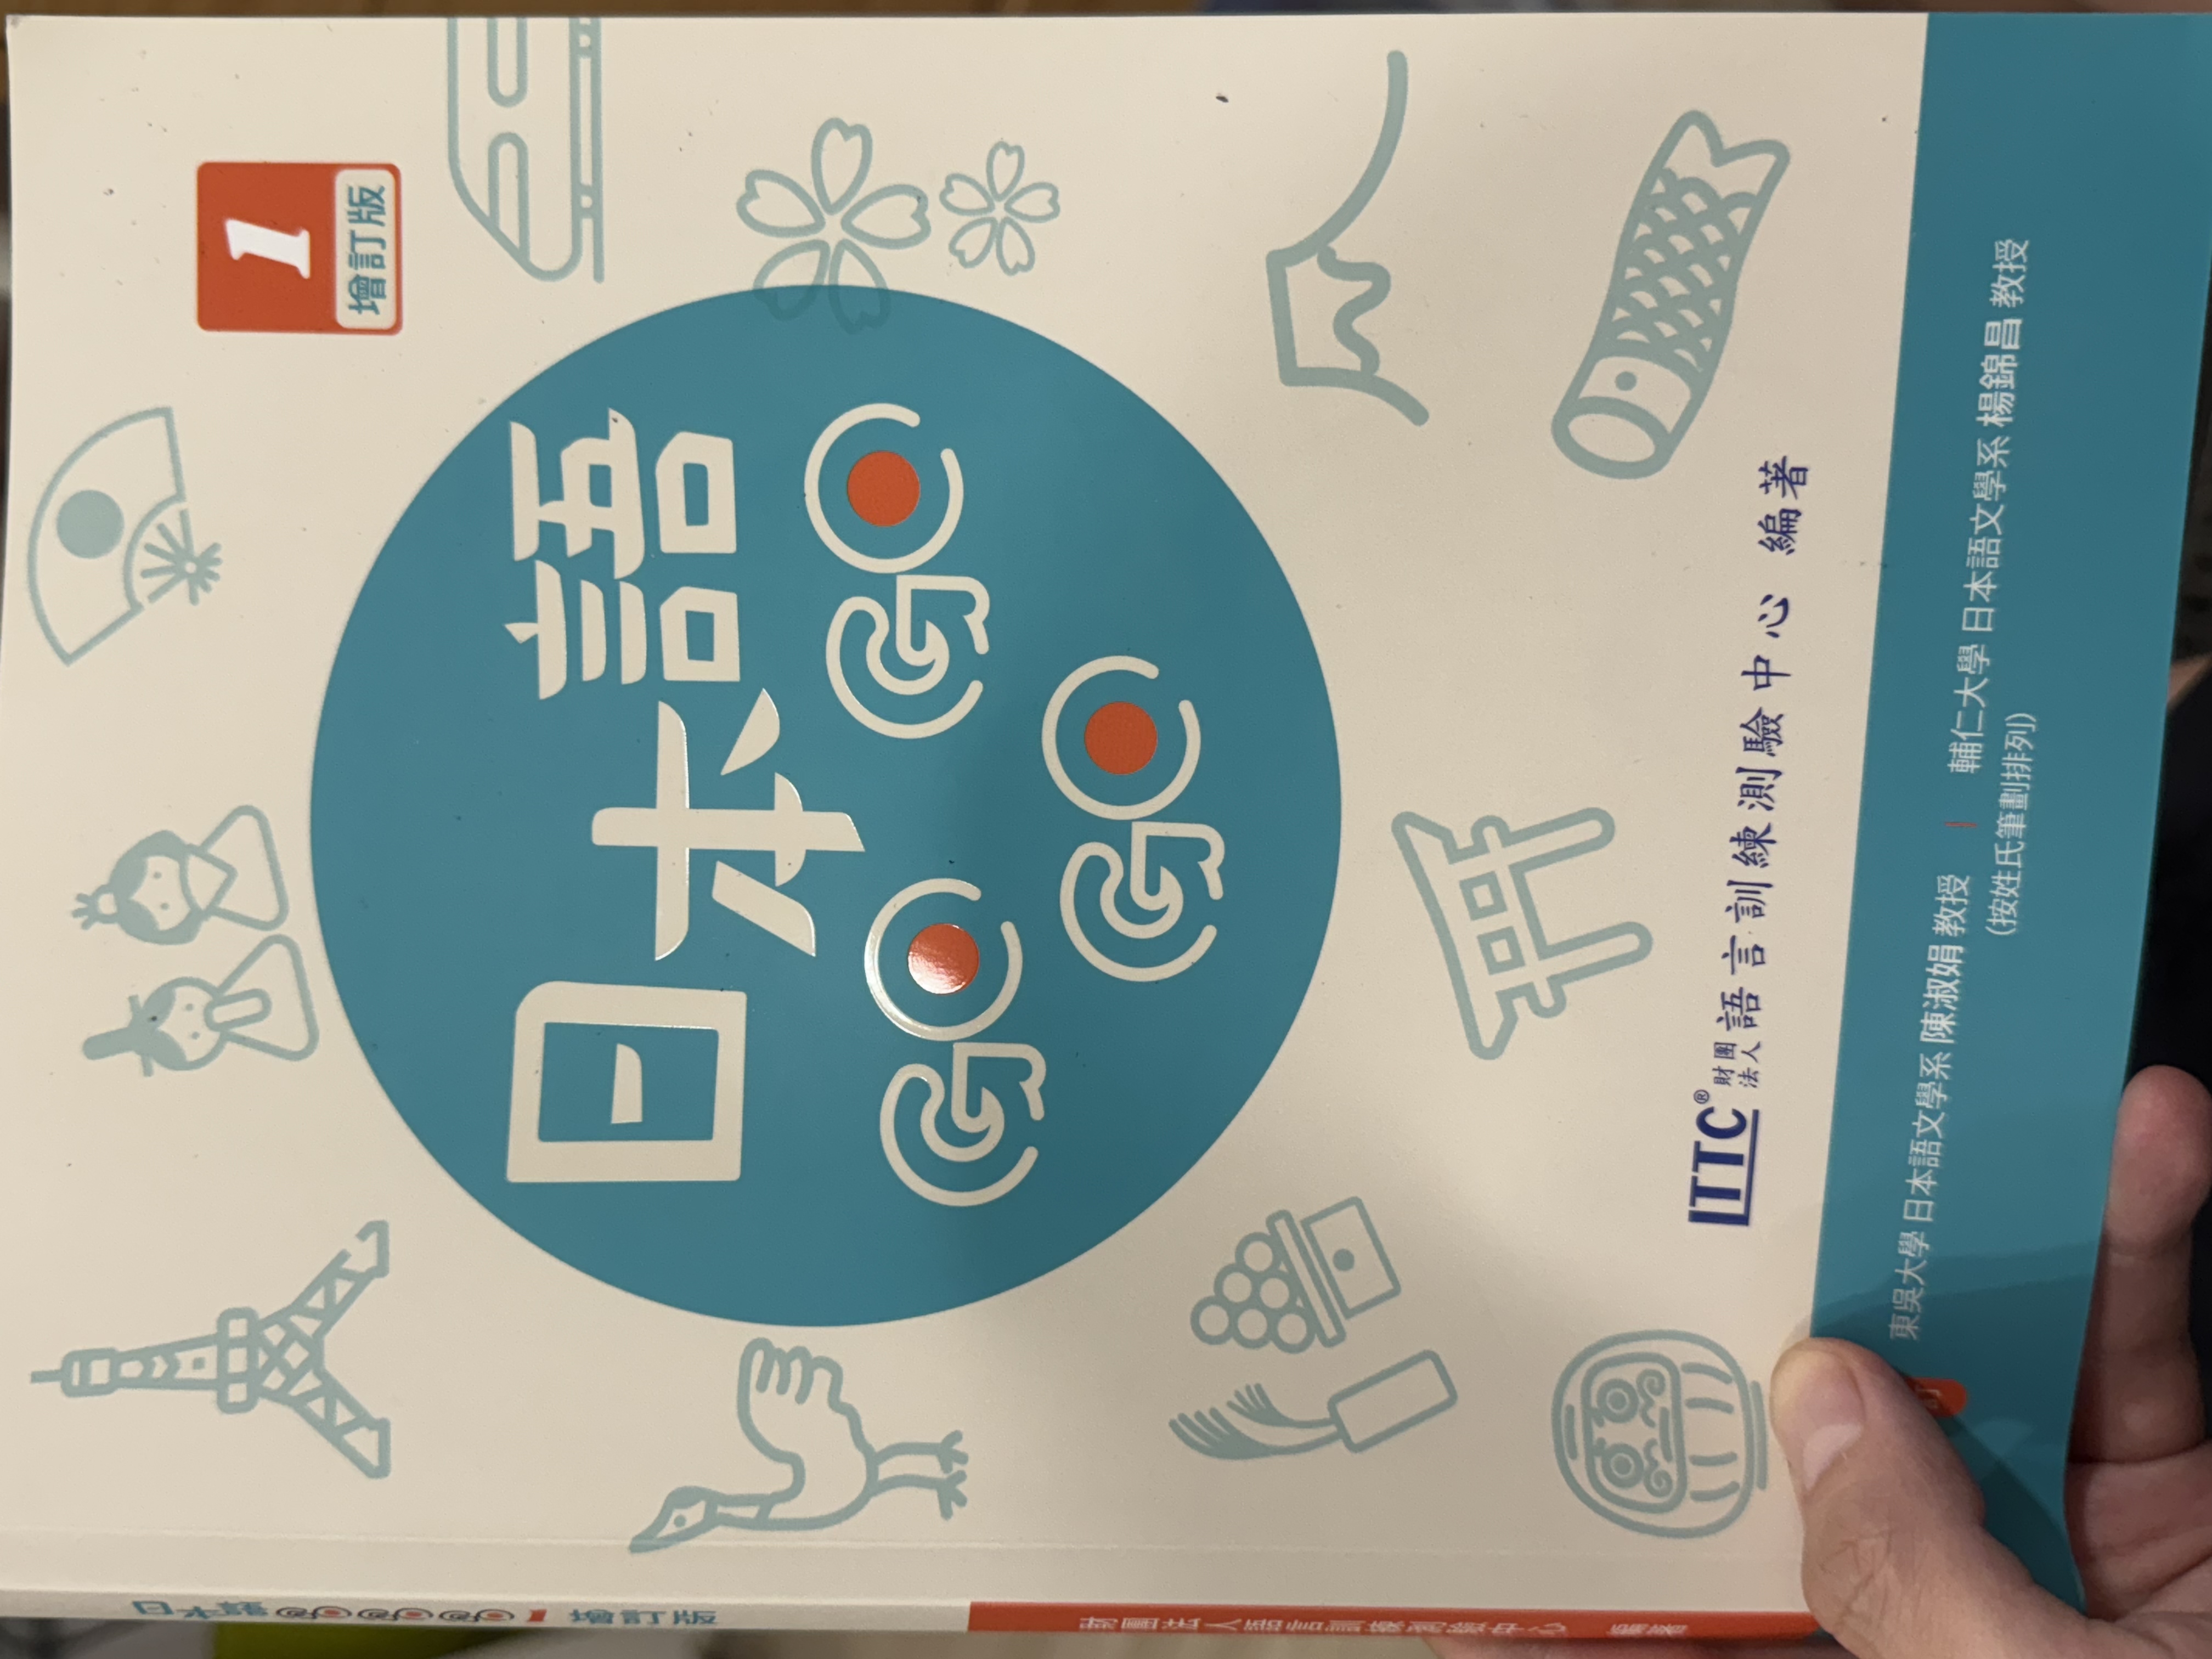 1
增訂版
日本語
GO GO
GO
LTTC® 財團法人 語言訓練測驗中心 編著
訂
東吳大學 日本語文學系 陳淑娟 教授 | 輔仁大學 日本語文學系 楊錦昌 教授
(按姓氏筆劃排列)
日本語GOGOGO 1 增訂版
財團法人語言訓練測驗中心 編著